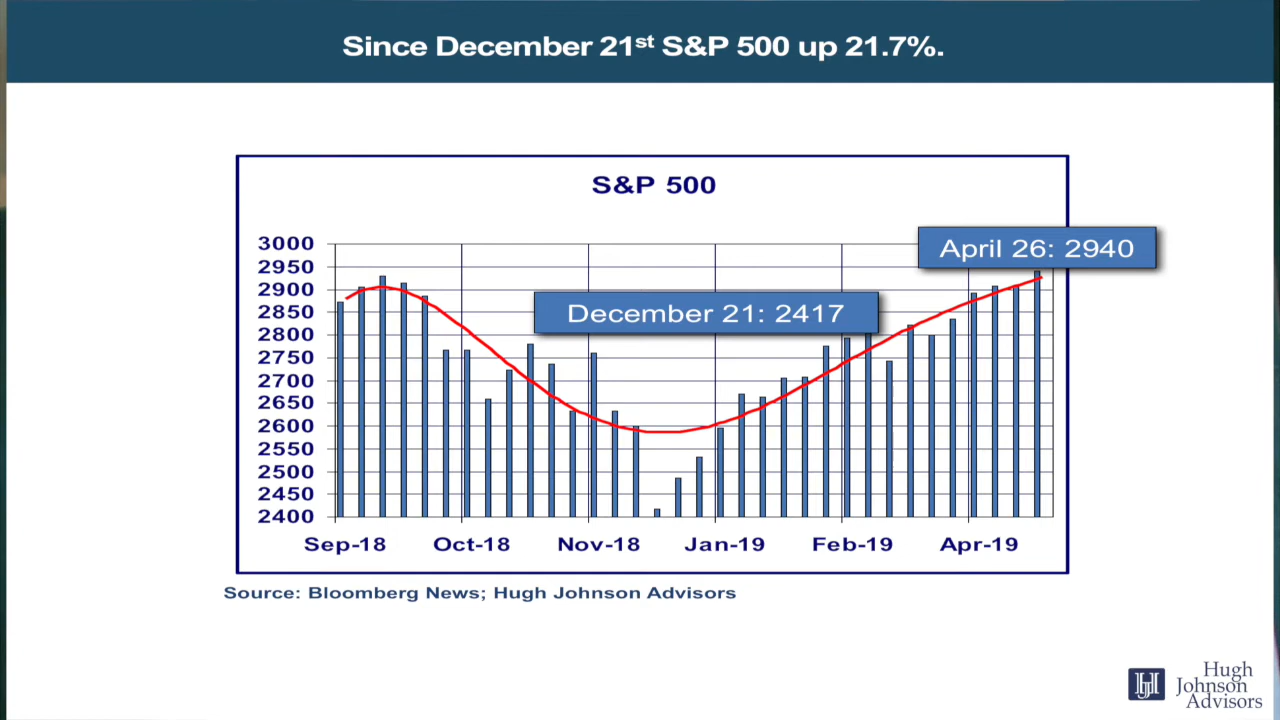 Since December 21st S&P 500 up 21.7%.
S&P 500
3000
2950
2900
2850
2800
2750
2700
2650
2600
2550
2500
2450
2400
April 26: 2940
December 21: 2417
Sep-18 Oct-18 Nov-18 Jan-19 Feb-19 Apr-19
Source: Bloomberg News; Hugh Johnson Advisors
HJ
Hugh
Johnson
Advisors